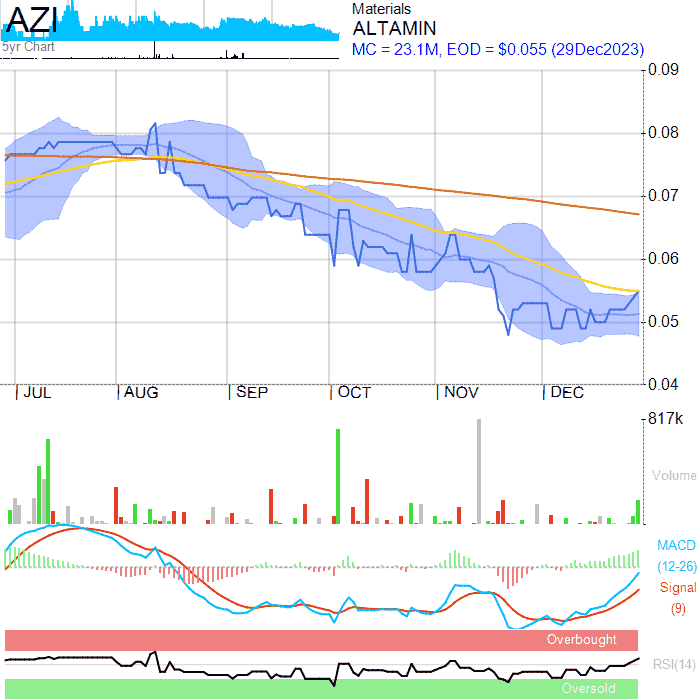 AZI
5yr Chart
Materials
ALTAMIN
MC = 23.1M, EOD = $0.055 (29Dec2023)
0.09
0.08
0.07
0.06
0.05
0.04
JUL AUG SEP OCT NOV DEC
817k
Volume
MACD
(12-26)
Signal
(9)
Overbought
RSI(14)
Oversold